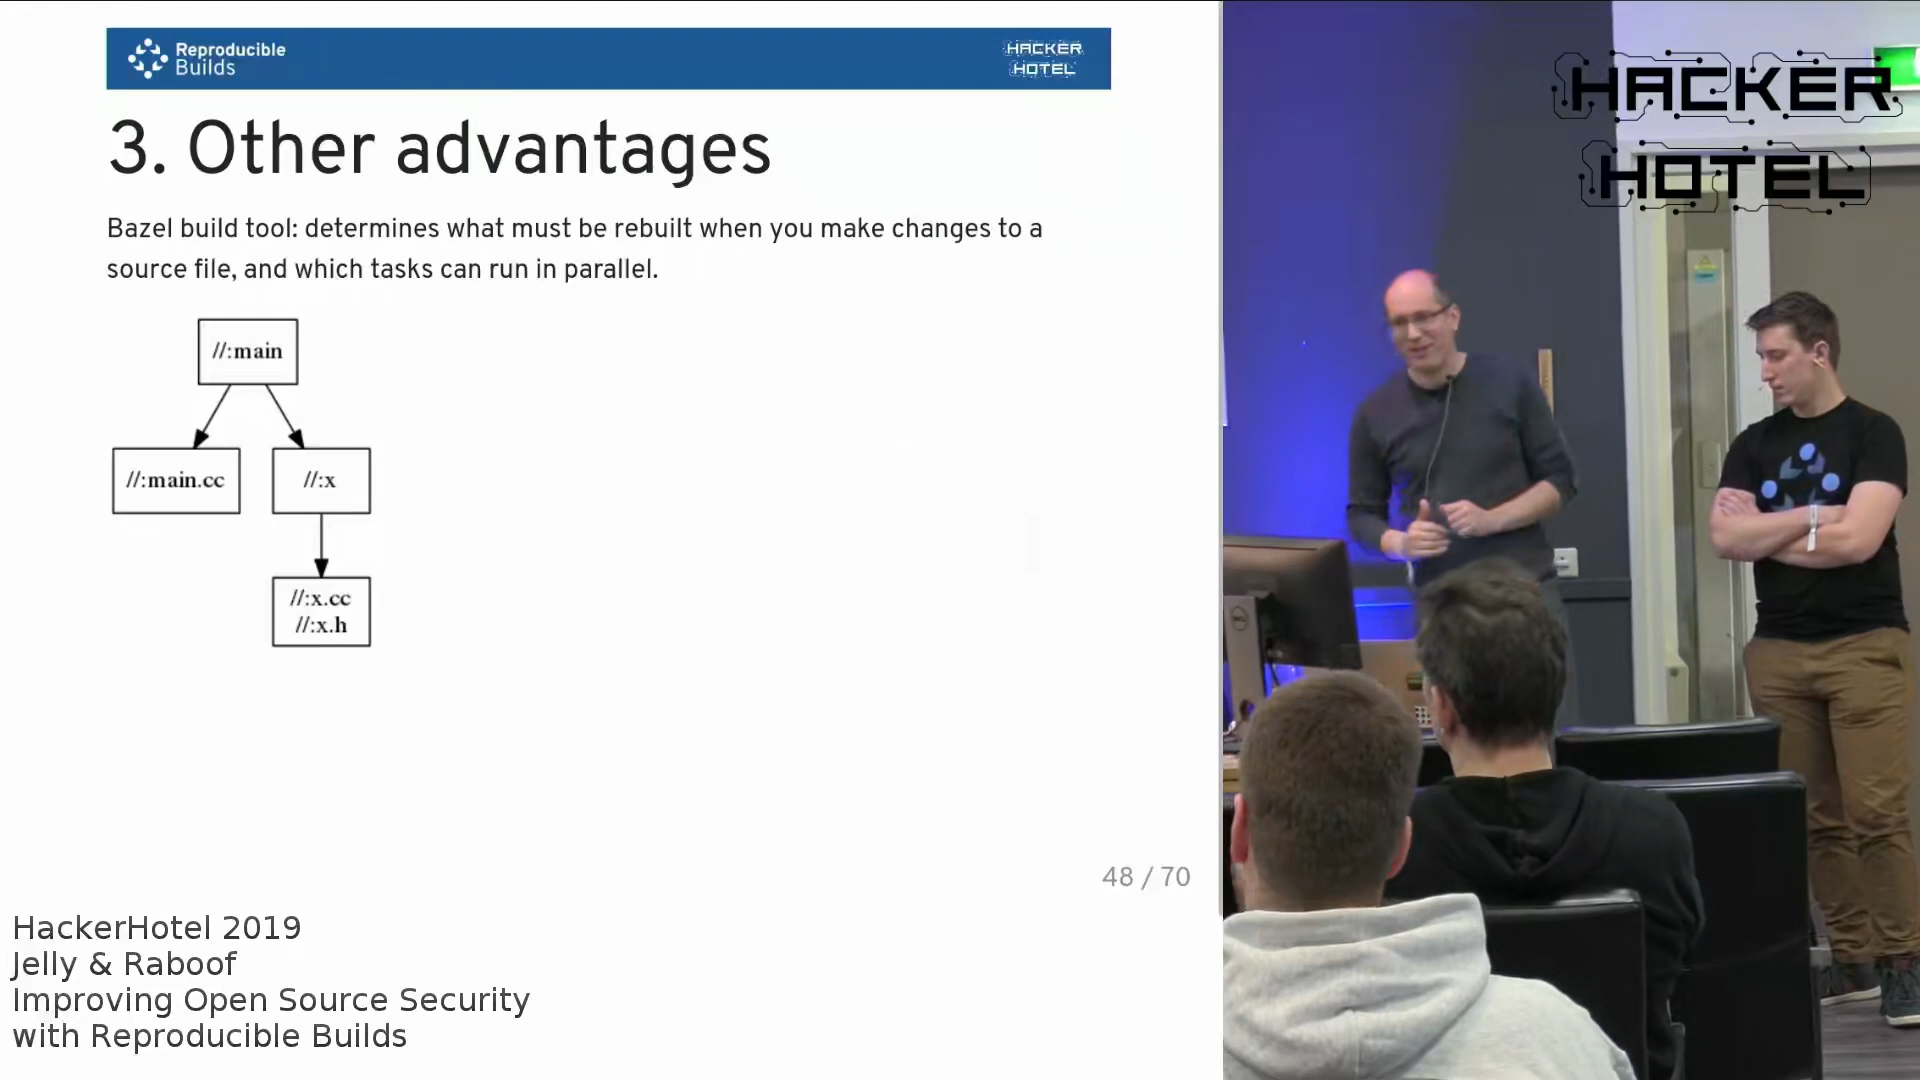 Reproducible
Builds
HACKER
HOTEL
3. Other advantages
Bazel build tool: determines what must be rebuilt when you make changes to a
source file, and which tasks can run in parallel.
//:main
//:main.cc
//:x
//:x.cc
//:x.h
48 / 70
HackerHotel 2019
Jelly & Raboof
Improving Open Source Security
with Reproducible Builds
HACKER
HOTEL
DELL